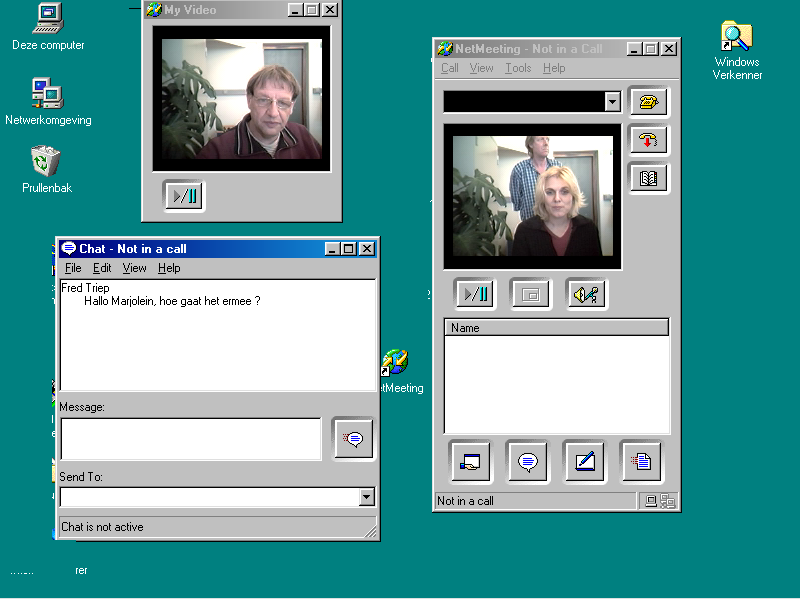 Deze computer
Netwerkomgeving
Prullenbak
My Video
Chat - Not in a call
File Edit View Help
Fred Triep
Hallo Marjolein, hoe gaat het ermee ?
Message:
Send To:
Chat is not active
etMeeting
rer
NetMeeting - Not in a Call
Call View Tools Help
Name
Not in a call
Windows
Verkenner